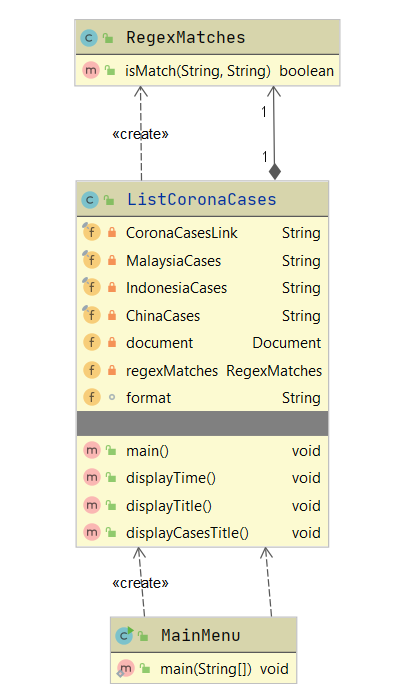 RegexMatches
isMatch(String, String) boolean
«create»
1
1
ListCoronaCases
CoronaCasesLink String
MalaysiaCases String
IndonesiaCases String
ChinaCases String
document Document
regexMatches RegexMatches
format String
main() void
displayTime() void
displayTitle() void
displayCasesTitle() void
«create»
MainMenu
main(String[]) void